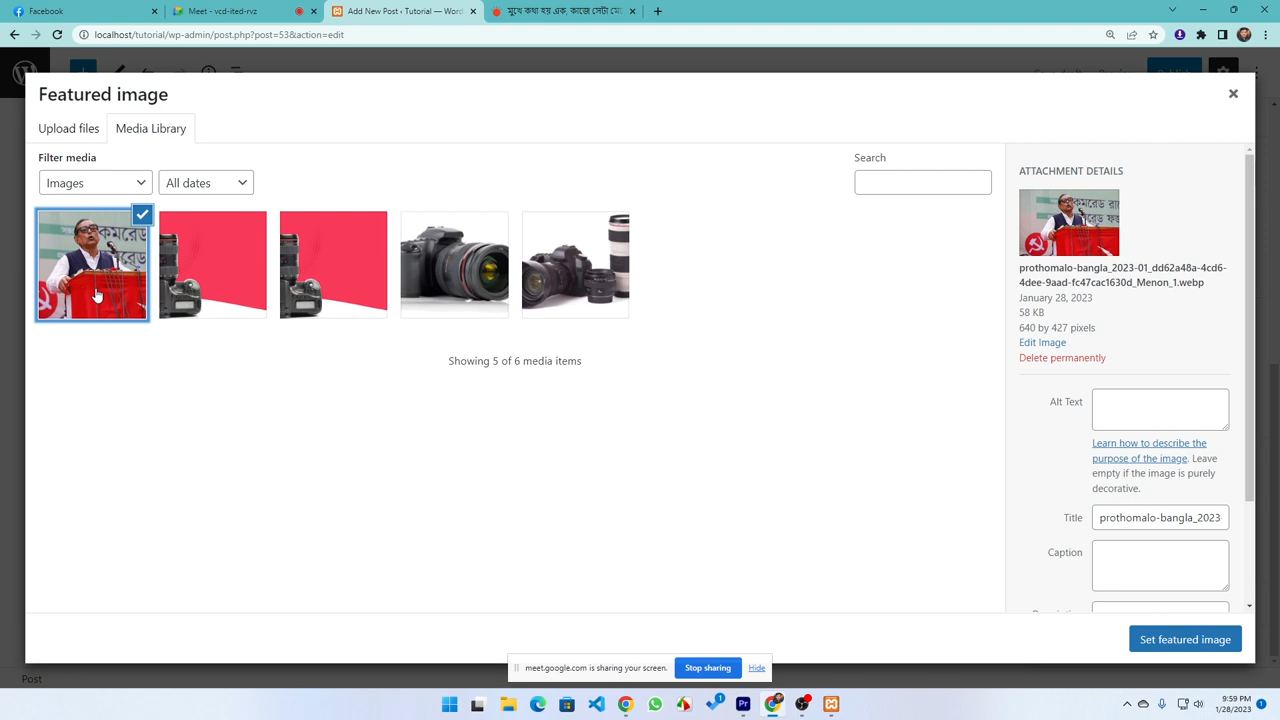 Facebook
Meet - vcd-ited-rvz
Add New Post ‹ Tutorial — Word
মুখে কথা হয় এক, কাজে সেটা মে
localhost/tutorial/wp-admin/post.php?post=53&action=edit
Featured image
Upload files
Media Library
Filter media
Search
Images
All dates
ATTACHMENT DETAILS
prothomalo-bangla_2023-01_dd62a48a-4cd6-
4dee-9aad-fc47cac1630d_Menon_1.webp
January 28, 2023
58 KB
640 by 427 pixels
Edit Image
Delete permanently
Showing 5 of 6 media items
Alt Text
Learn how to describe the
purpose of the image. Leave
empty if the image is purely
decorative.
Title
prothomalo-bangla_2023-
Caption
Set featured image
meet.google.com is sharing your screen.
Stop sharing
Hide
Post
9:59 PM
1/28/2023